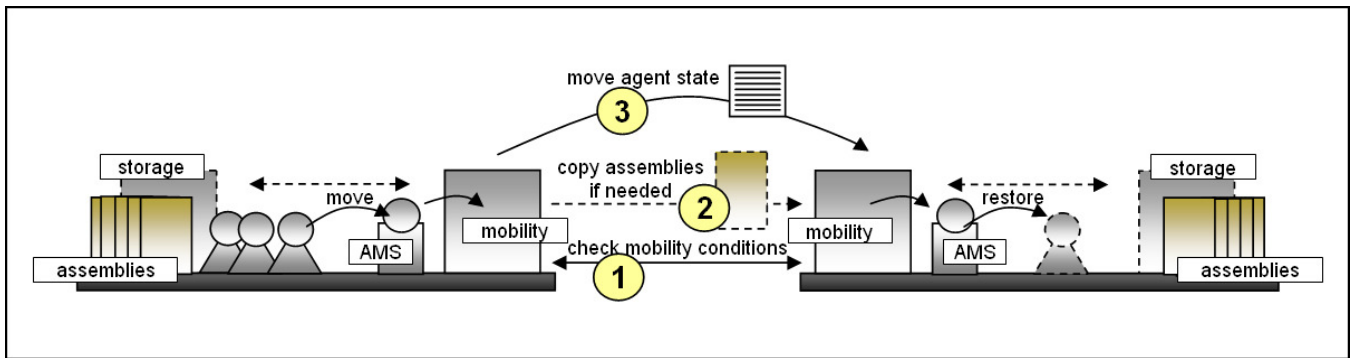 move agent state
3
storage
copy assemblies
if needed
storage
move
2
restore
mobility
mobility
AMS
AMS
check mobility conditions
assemblies
1
assemblies